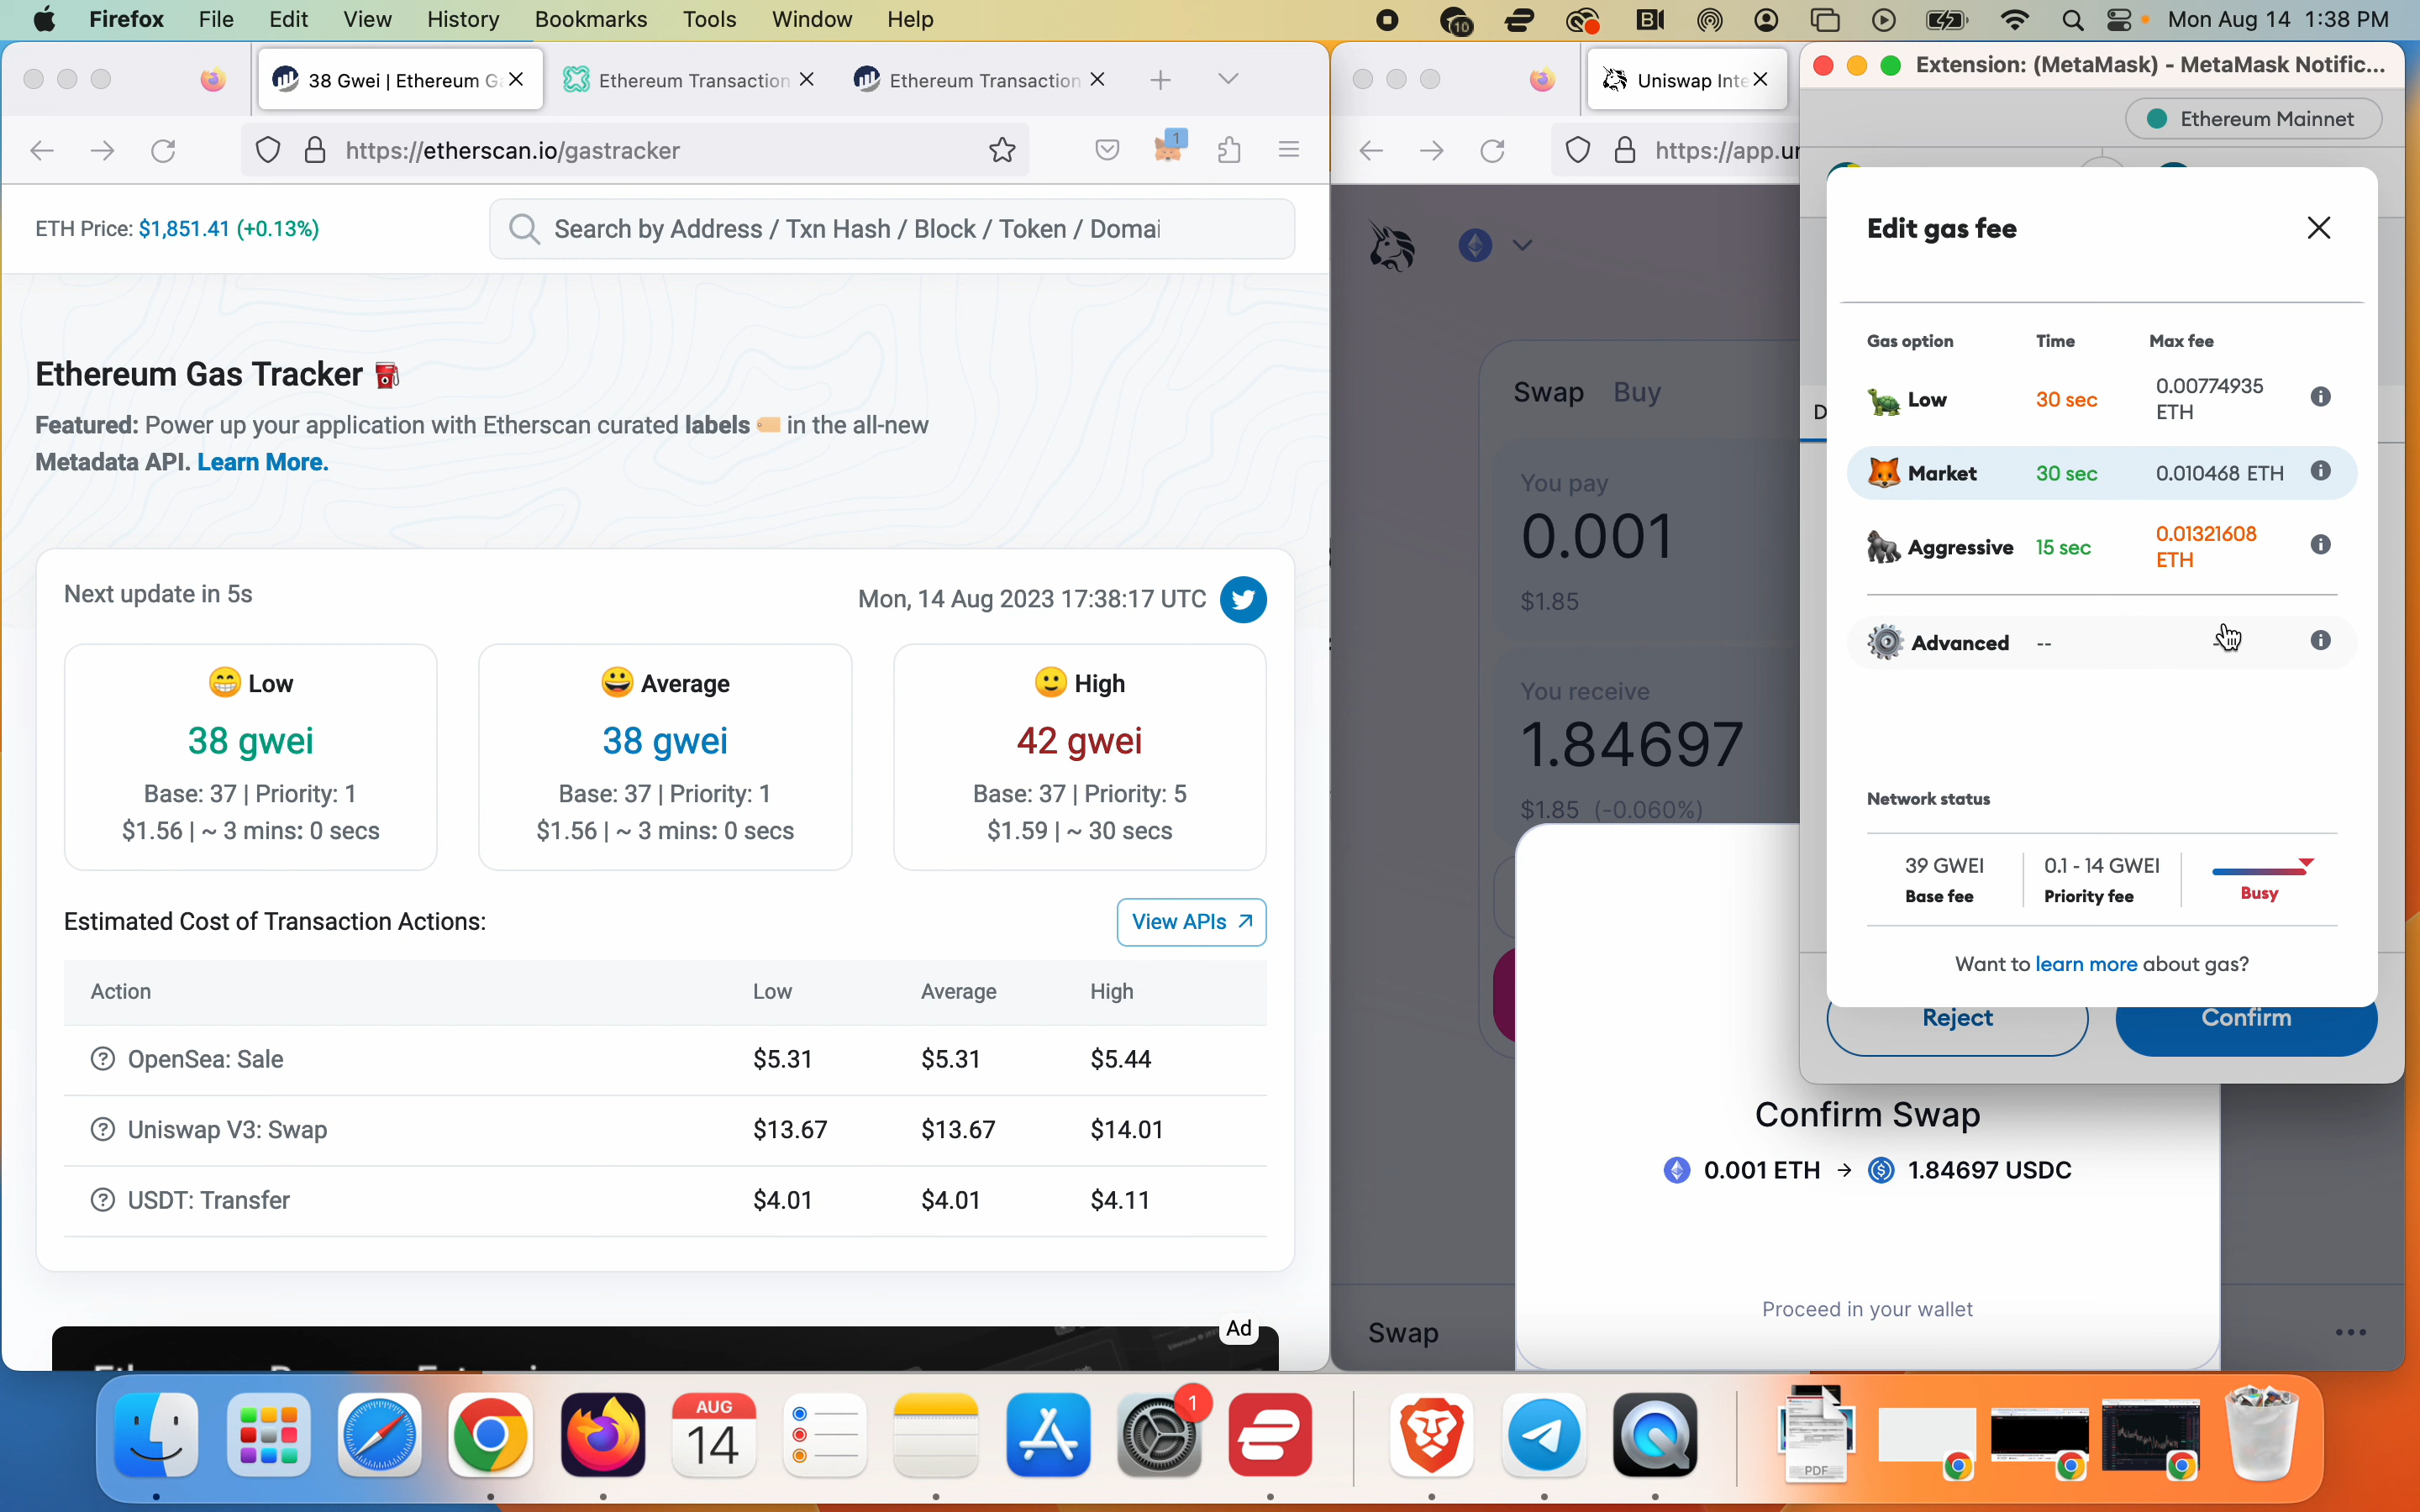 Firefox File Edit View History Bookmarks Tools Window Help
10
Mon Aug 14 1:38 PM
38 Gwei | Ethereum G
Ethereum Transaction
Ethereum Transaction
https://etherscan.io/gastracker
1
ETH Price: $1,851.41 (+0.13%)
Search by Address / Txn Hash / Block / Token / Domai
Ethereum Gas Tracker
Featured: Power up your application with Etherscan curated labels in the all-new
Metadata API. Learn More.
Next update in 5s
Mon, 14 Aug 2023 17:38:17 UTC
Low
38 gwei
Base: 37 | Priority: 1
$1.56 | ~ 3 mins: 0 secs
Average
38 gwei
Base: 37 | Priority: 1
$1.56 | ~ 3 mins: 0 secs
High
42 gwei
Base: 37 | Priority: 5
$1.59 | ~ 30 secs
Estimated Cost of Transaction Actions:
View APIs
Action Low Average High
OpenSea: Sale $5.31 $5.31 $5.44
Uniswap V3: Swap $13.67 $13.67 $14.01
USDT: Transfer $4.01 $4.01 $4.11
Ad
Uniswap Inte
https://app.un
Swap Buy
You pay
0.001
$1.85
You receive
1.84697
$1.85 (-0.060%)
Confirm Swap
0.001 ETH → 1.84697 USDC
Proceed in your wallet
Swap
Extension: (MetaMask) - MetaMask Notific...
Ethereum Mainnet
D
Edit gas fee
Gas option Time Max fee
Low 30 sec 0.00774935
ETH
Market 30 sec 0.010468 ETH
Aggressive 15 sec 0.01321608
ETH
Advanced --
Network status
39 GWEI
Base fee
0.1 - 14 GWEI
Priority fee
Busy
Want to learn more about gas?
Reject
Confirm
AUG
14
1
PDF